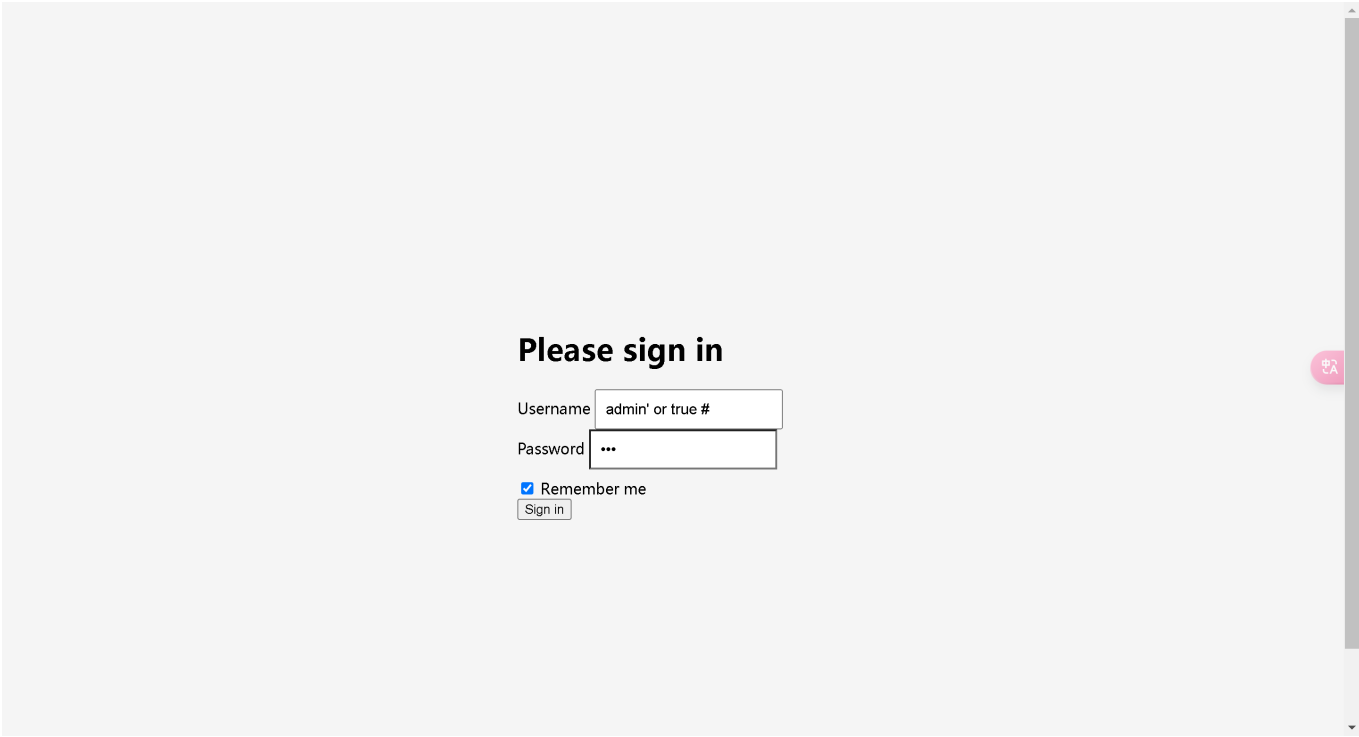 Please sign in
Username admin' or true #
Password •••
Remember me
Sign in